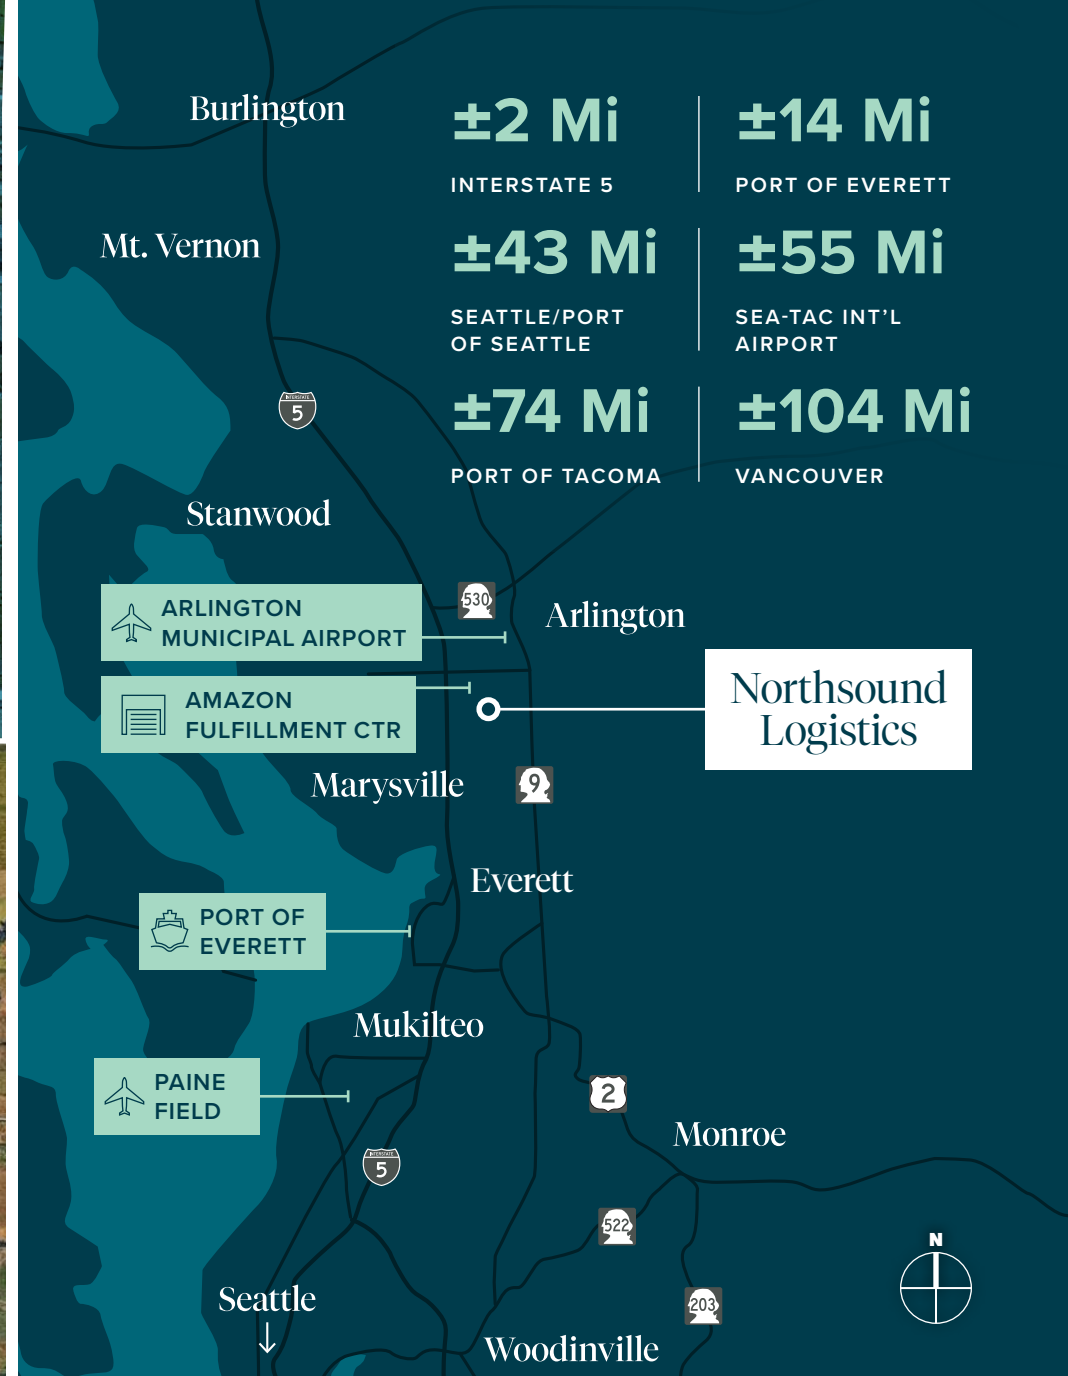 Burlington
±2 Mi
INTERSTATE 5
±14 Mi
PORT OF EVERETT
Mt. Vernon
±43 Mi
SEATTLE/PORT
OF SEATTLE
±55 Mi
SEA-TAC INT’L
AIRPORT
±74 Mi
PORT OF TACOMA
±104 Mi
VANCOUVER
INTERSTATE
5
Stanwood
ARLINGTON
MUNICIPAL AIRPORT
530
Arlington
AMAZON
FULFILLMENT CTR
Northsound
Logistics
Marysville
9
Everett
PORT OF
EVERETT
Mukilteo
PAINE
FIELD
2
Monroe
INTERSTATE
5
522
N
Seattle
203
Woodinville